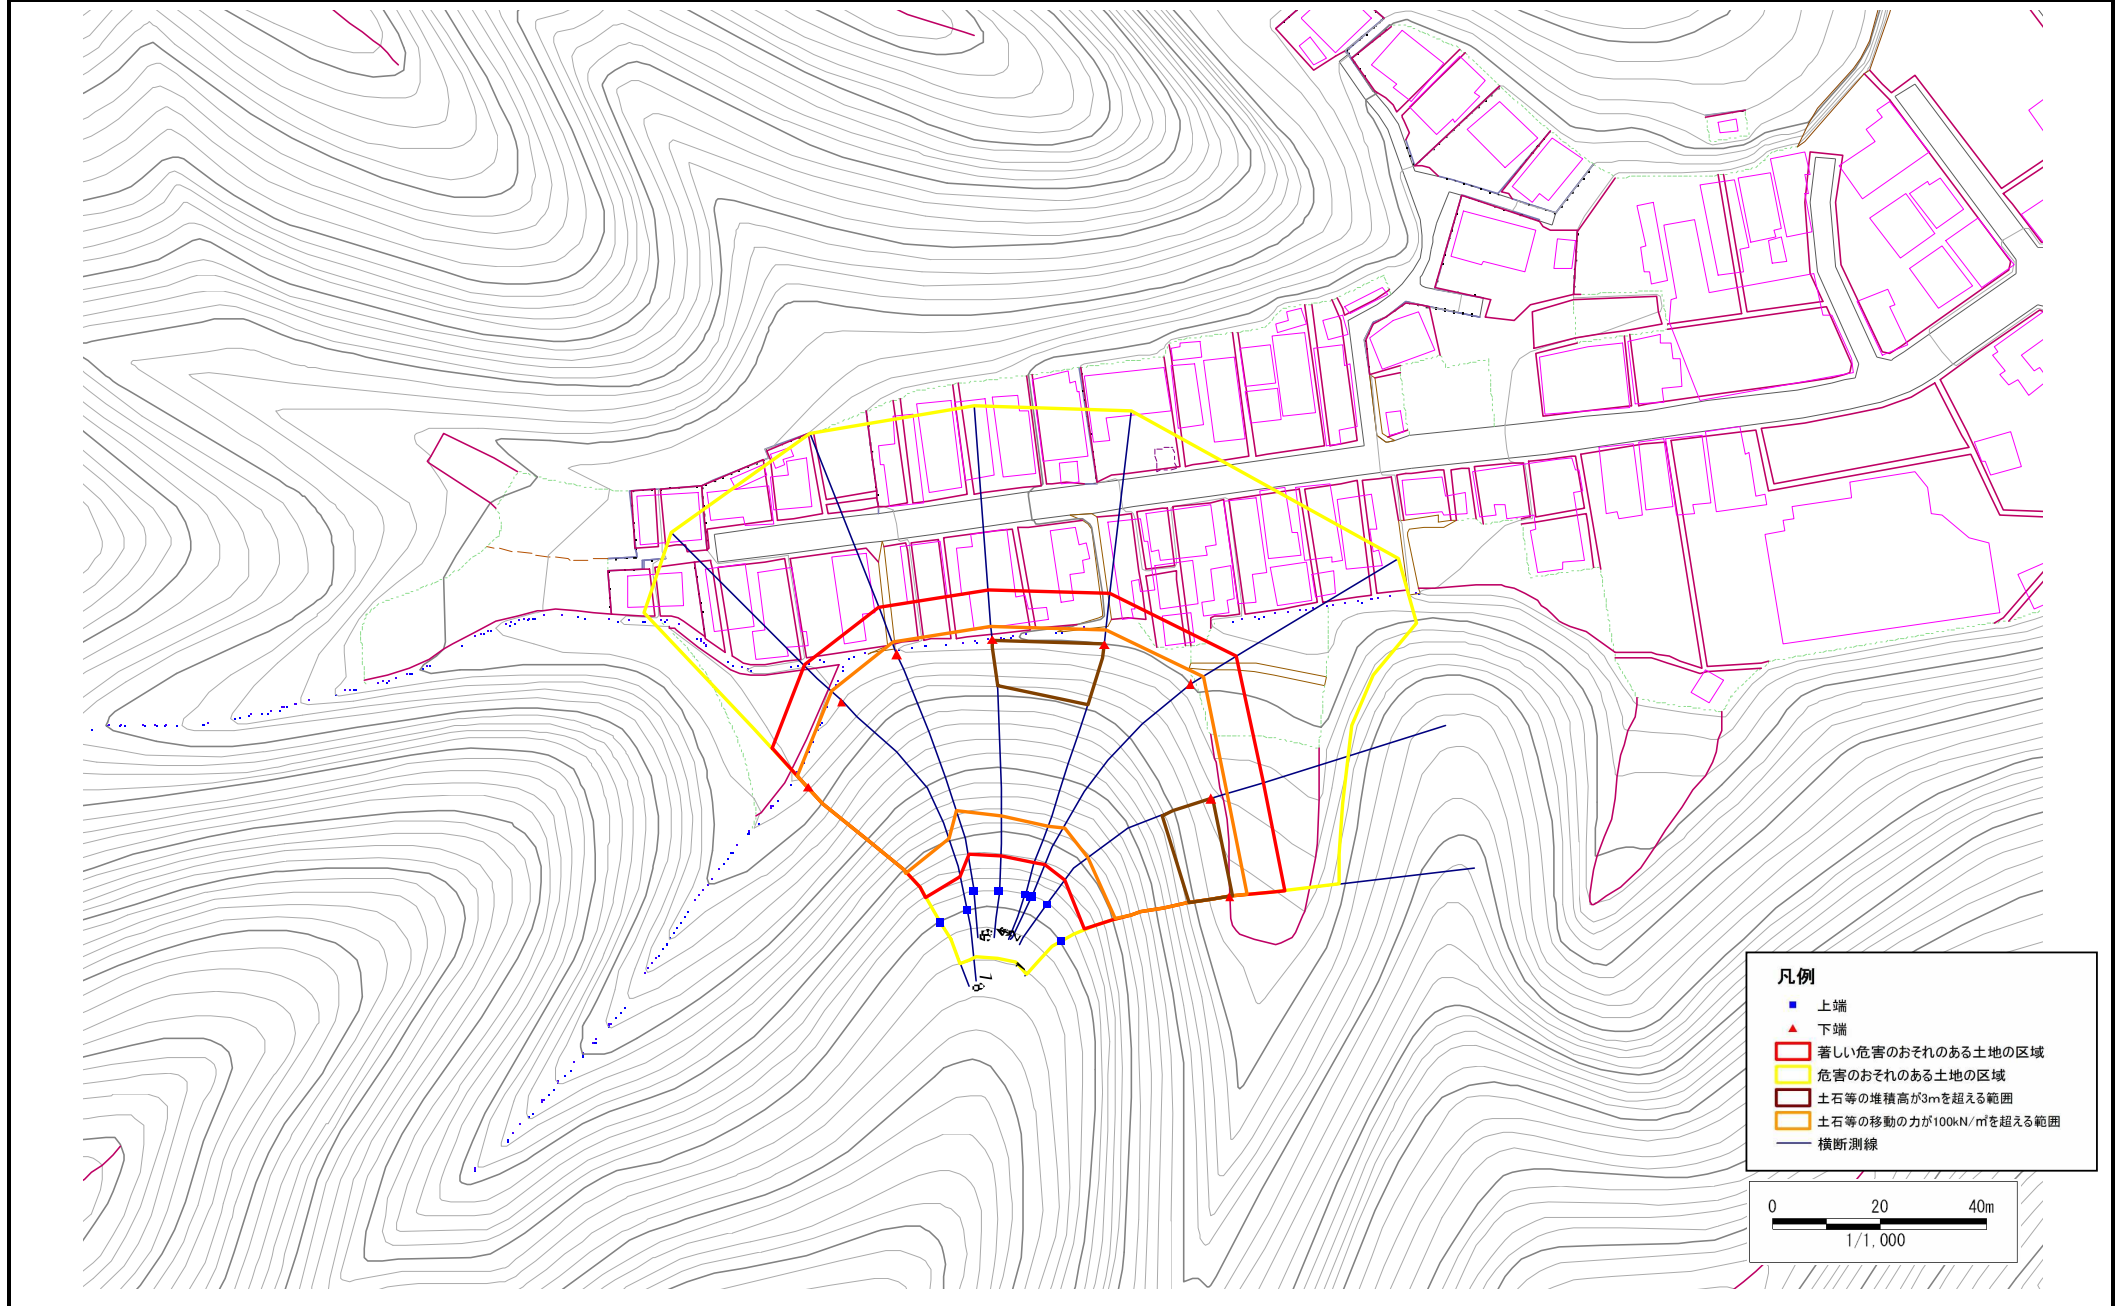 凡例
上端
下端
著しい危害のおそれのある土地の区域
危害のおそれのある土地の区域
土石等の堆積高が3mを超える範囲
土石等の移動の力が100kN/㎡を超える範囲
横断測線
0 20 40m
1/1,000